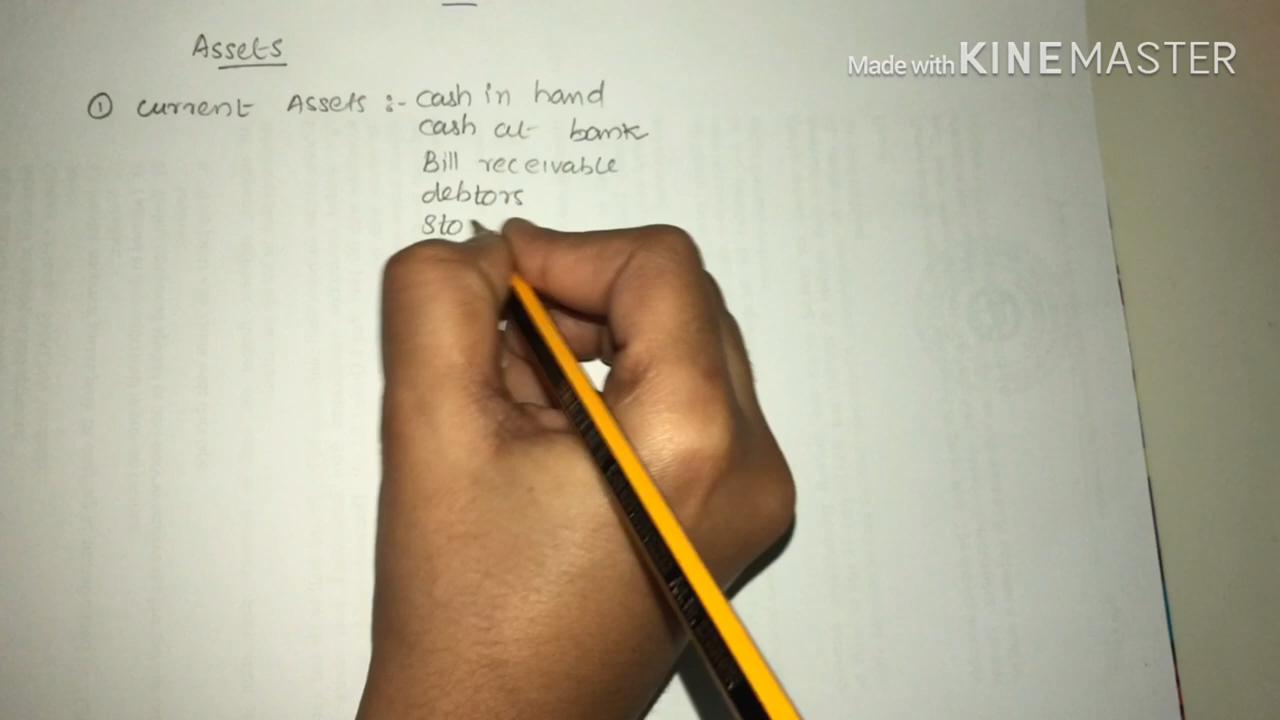 Assets
Made with KINEMASTER
① current Assets :- cash in hand
cash at bank
Bill receivable
debtors
Sto